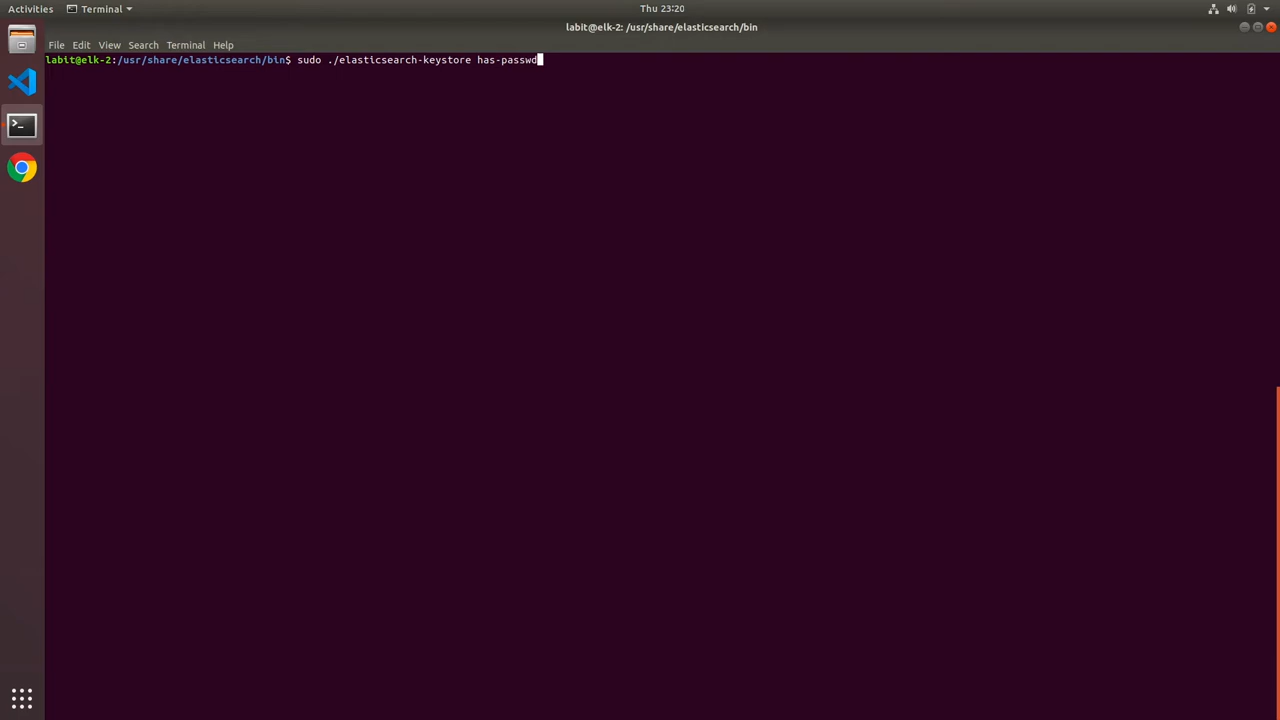 Activities Terminal Thu 23:20
labit@elk-2: /usr/share/elasticsearch/bin
File Edit View Search Terminal Help
labit@elk-2:/usr/share/elasticsearch/bin$ sudo ./elasticsearch-keystore has-passwd